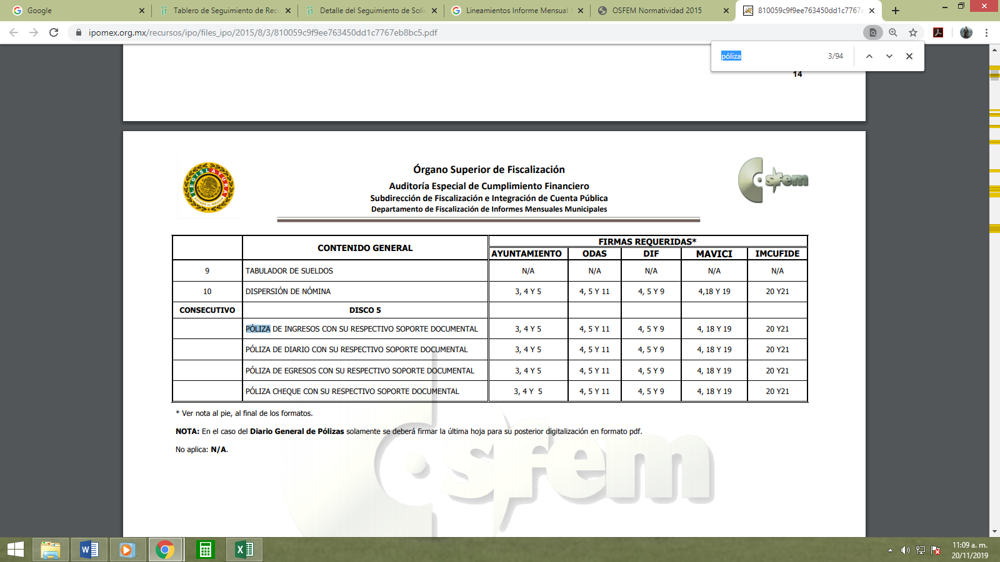 Google
Tablero de Seguimiento de Recu
Detalle del Seguimiento de Solic
Lineamientos Informe Mensual
OSFEM Normatividad 2015
810059c9f9ee763450dd1c7767e
ipomex.org.mx/recursos/ipo/files_ipo/2015/8/3/810059c9f9ee763450dd1c7767eb8bc5.pdf
póliza 3/94
14
LEGISLATURA
ESTADO DE MÉXICO
Órgano Superior de Fiscalización
Auditoría Especial de Cumplimiento Financiero
Subdirección de Fiscalización e Integración de Cuenta Pública
Departamento de Fiscalización de Informes Mensuales Municipales
Osfem
CONTENIDO GENERAL FIRMAS REQUERIDAS*
AYUNTAMIENTO ODAS DIF MAVICI IMCUFIDE
9 TABULADOR DE SUELDOS N/A N/A N/A N/A N/A
10 DISPERSIÓN DE NÓMINA 3, 4 Y 5 4, 5 Y 11 4, 5 Y 9 4,18 Y 19 20 Y21
CONSECUTIVO DISCO 5
PÓLIZA DE INGRESOS CON SU RESPECTIVO SOPORTE DOCUMENTAL 3, 4 Y 5 4, 5 Y 11 4, 5 Y 9 4, 18 Y 19 20 Y21
PÓLIZA DE DIARIO CON SU RESPECTIVO SOPORTE DOCUMENTAL 3, 4 Y 5 4, 5 Y 11 4, 5 Y 9 4, 18 Y 19 20 Y21
PÓLIZA DE EGRESOS CON SU RESPECTIVO SOPORTE DOCUMENTAL 3, 4 Y 5 4, 5 Y 11 4, 5 Y 9 4, 18 Y 19 20 Y21
PÓLIZA CHEQUE CON SU RESPECTIVO SOPORTE DOCUMENTAL 3, 4 Y 5 4, 5 Y 11 4, 5 Y 9 4, 18 Y 19 20 Y21
* Ver nota al pie, al final de los formatos.
NOTA: En el caso del Diario General de Pólizas solamente se deberá firmar la última hoja para su posterior digitalización en formato pdf.
No aplica: N/A.
Osfem
11:09 a. m.
20/11/2019